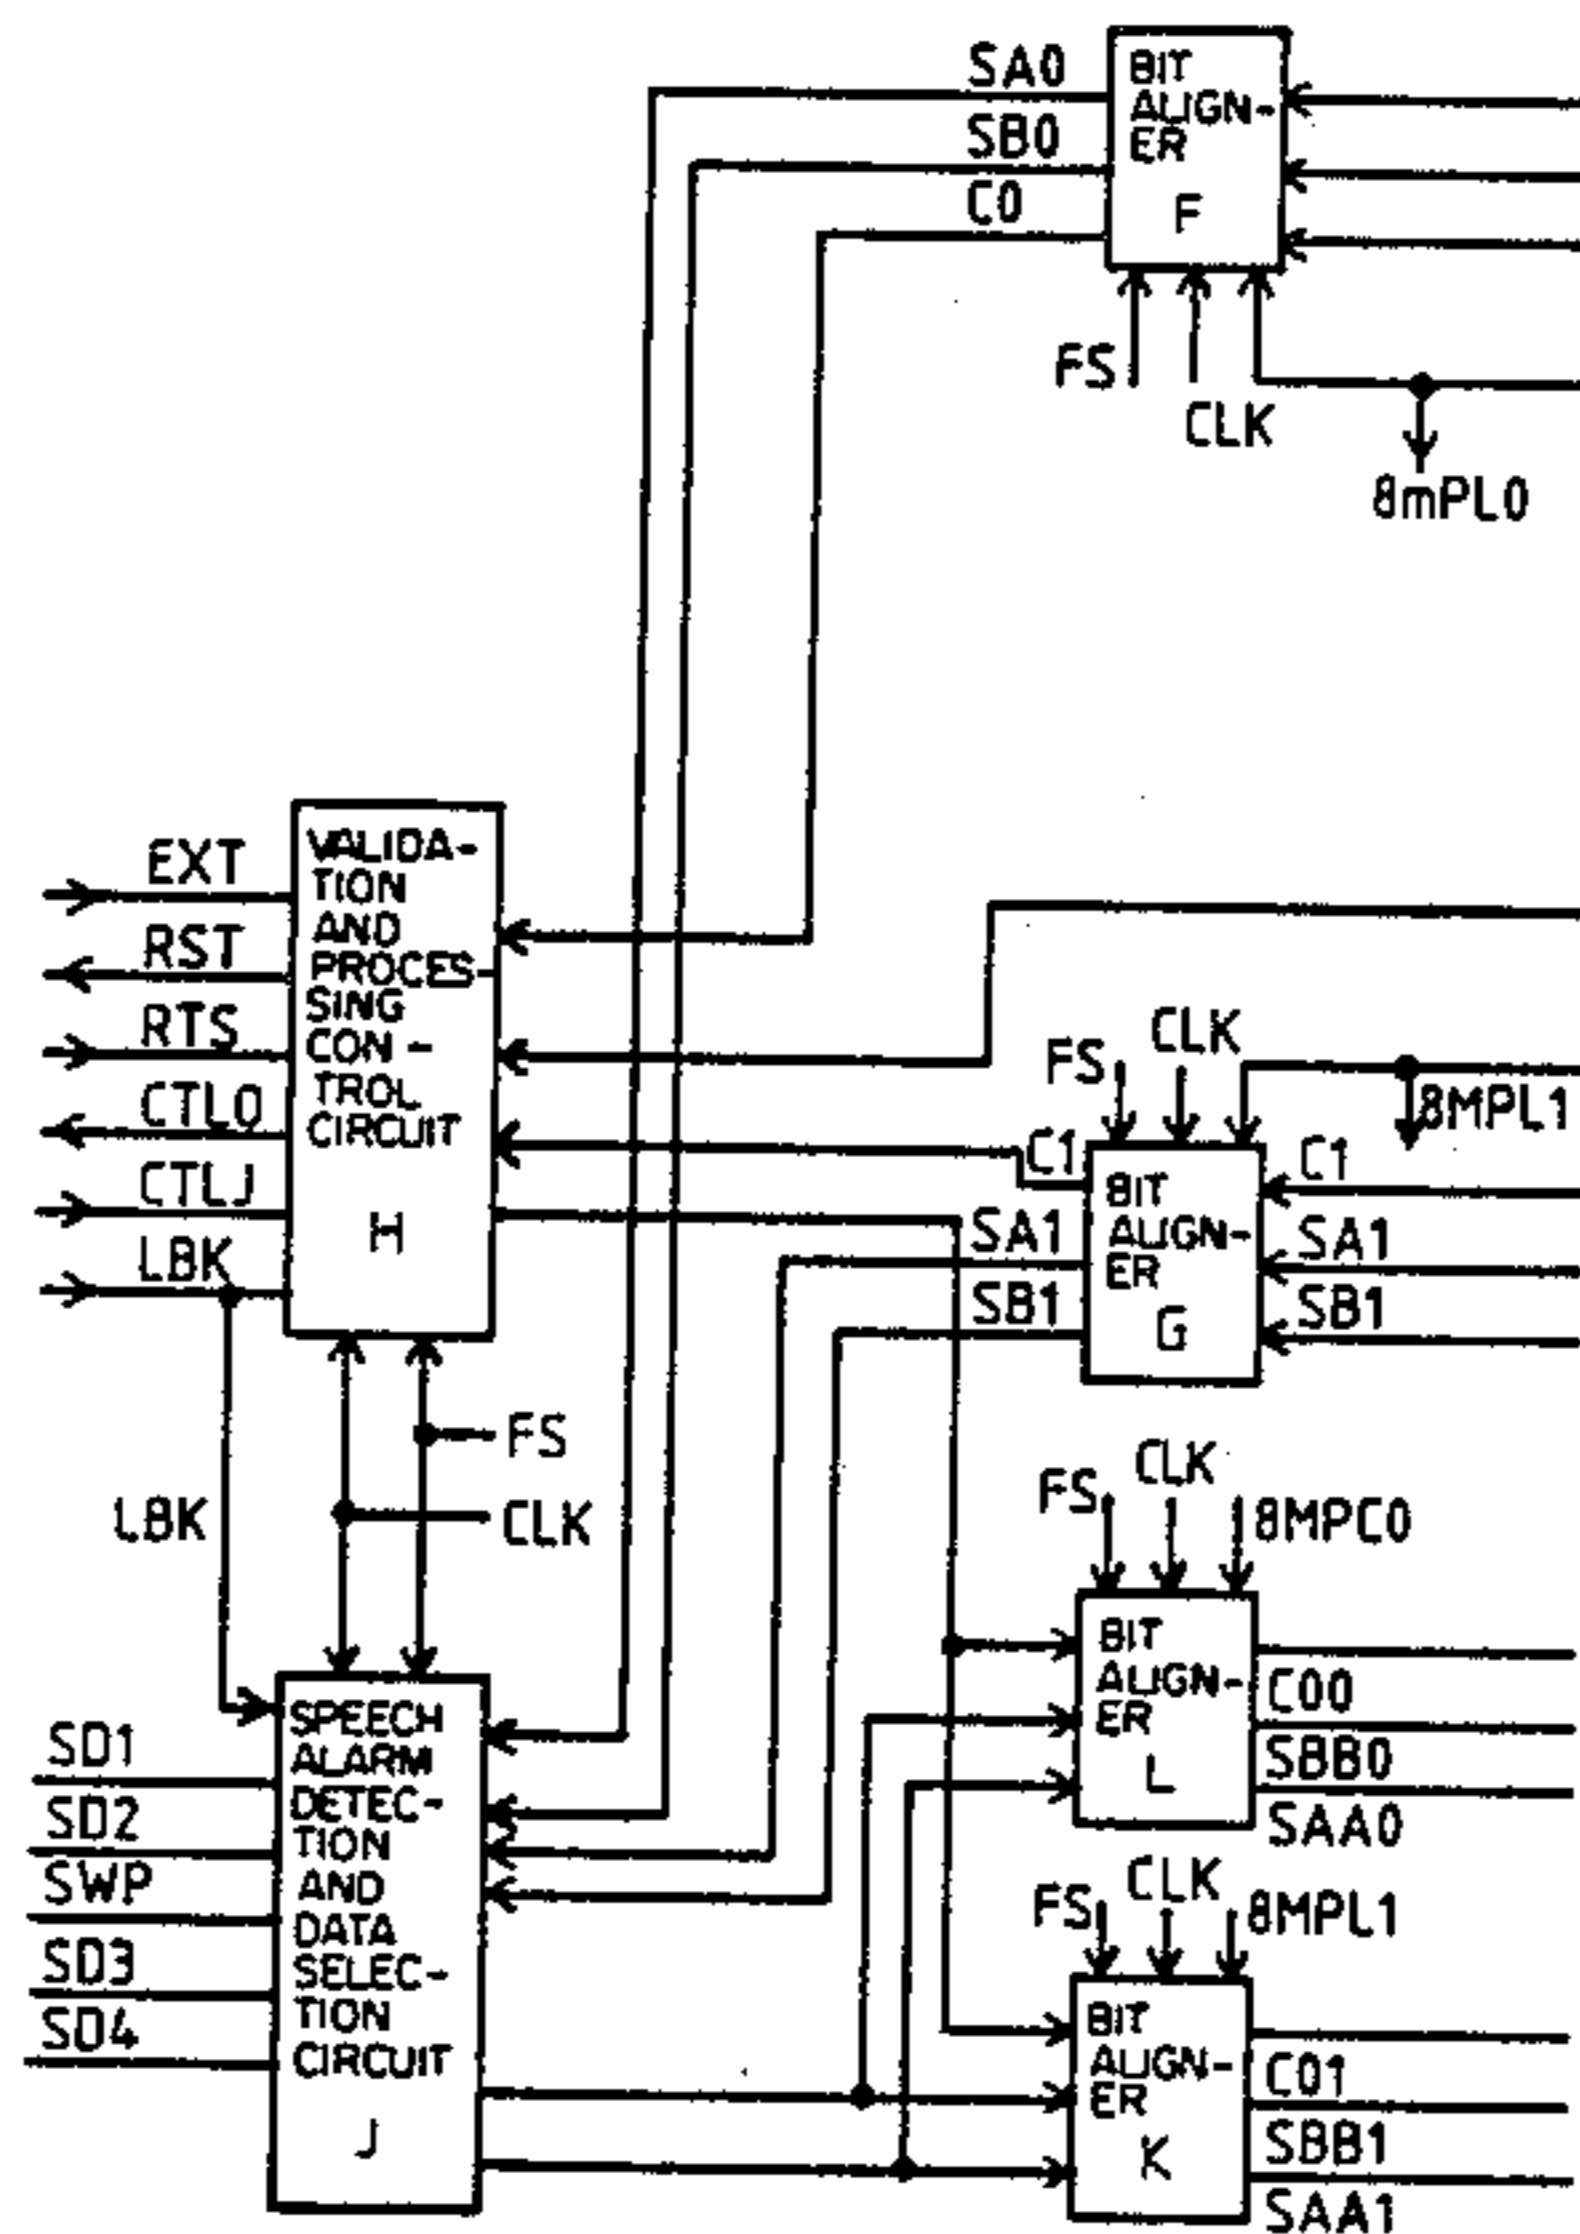 SA0
SB0
C0
BIT
ALIGN-
ER
F
FS
CLK
8mPL0
EXT
RST
RTS
CTLO
CTLJ
LBK
VALIDA-
TION
AND
PROCES-
SING
CON-
TROL
CIRCUIT
H
FS
CLK
8MPL1
C1
SA1
SB1
BIT
ALIGN-
ER
G
C1
SA1
SB1
FS
CLK
LBK
FS
CLK
8MPC0
BIT
ALIGN-
ER
L
C00
SBB0
SAA0
SD1
SD2
SWP
SD3
SD4
SPEECH
ALARM
DETEC-
TION
AND
DATA
SELEC-
TION
CIRCUIT
J
FS
CLK
8MPL1
BIT
ALIGN-
ER
K
C01
SBB1
SAA1